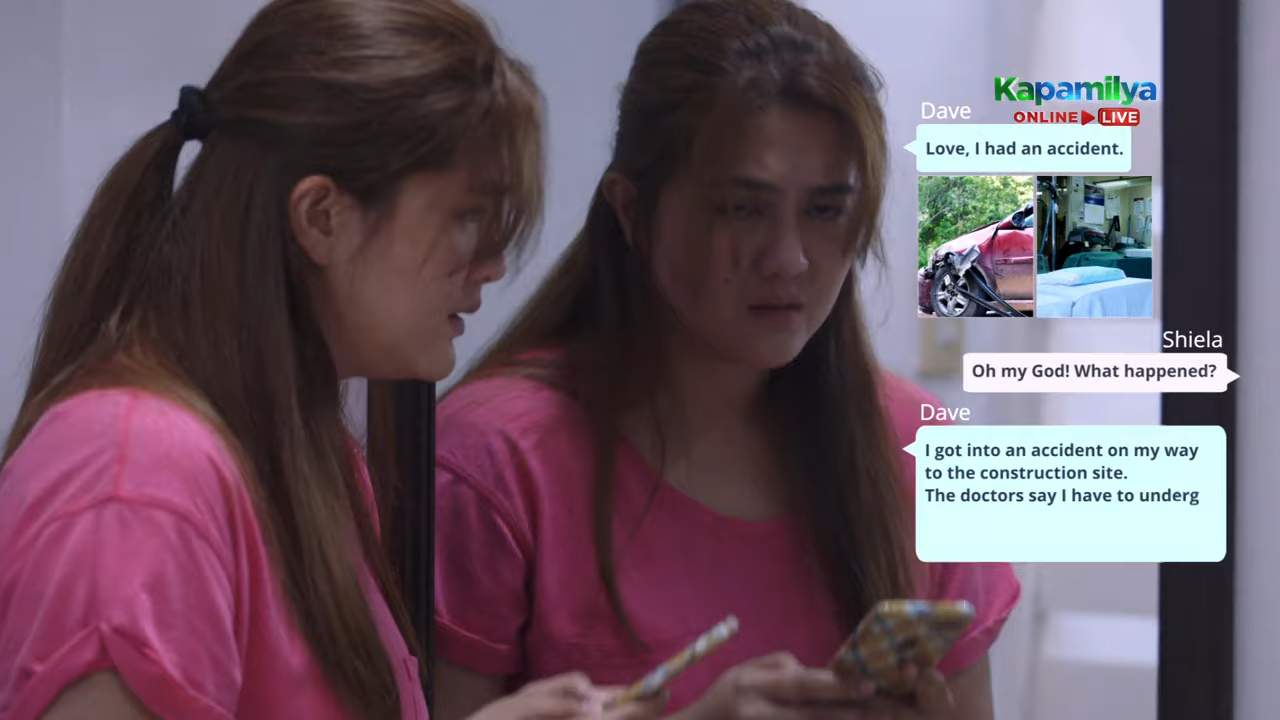 Kapamilya
ONLINE LIVE
Dave
Love, I had an accident.
Shiela
Oh my God! What happened?
Dave
I got into an accident on my way
to the construction site.
The doctors say I have to underg